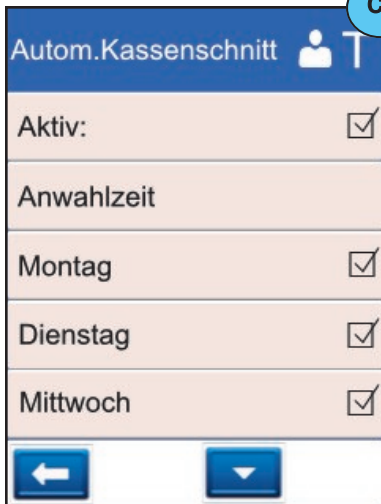 Autom.Kassenschnitt T
Aktiv:
Anwahlzeit
Montag
Dienstag
Mittwoch